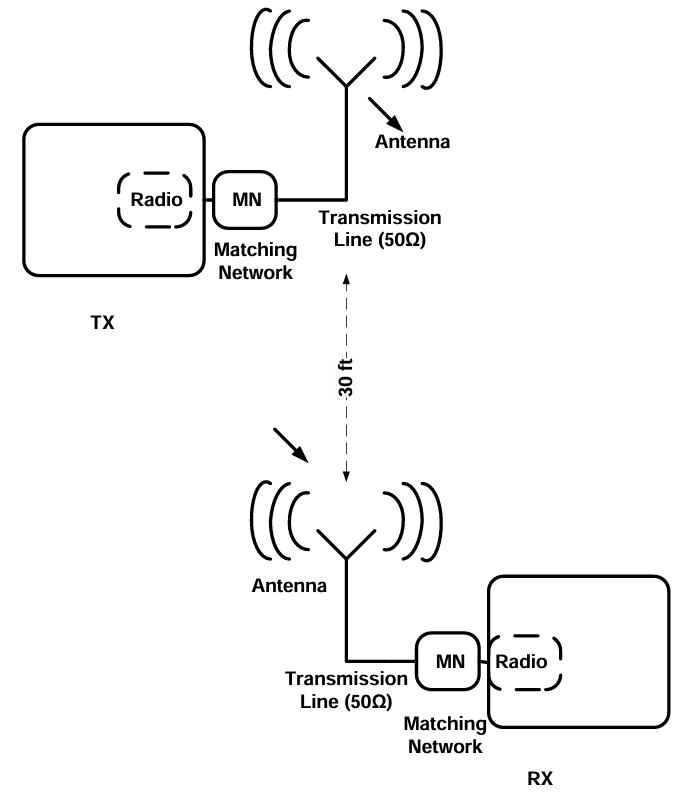 Antenna
Radio
MN
Transmission
Line (50Ω)
Matching
Network
TX
30 ft
Antenna
MN
Radio
Transmission
Line (50Ω)
Matching
Network
RX